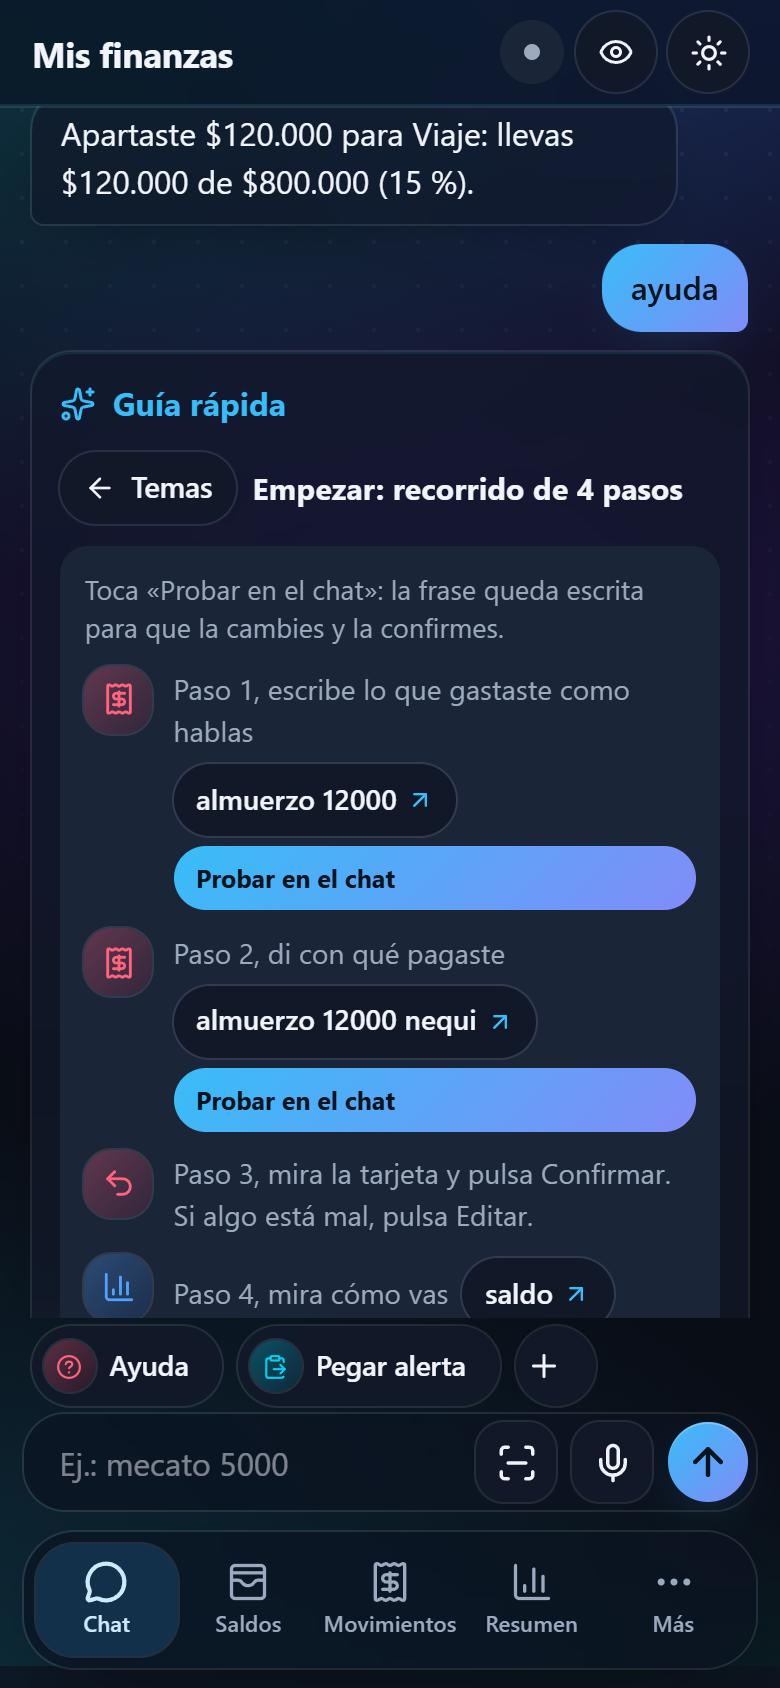 Mis finanzas
Apartaste $120.000 para Viaje: llevas
$120.000 de $800.000 (15 %).
ayuda
Guía rápida
Temas
Empezar: recorrido de 4 pasos
Toca «Probar en el chat»: la frase queda escrita
para que la cambies y la confirmes.
Paso 1, escribe lo que gastaste como
hablas
almuerzo 12000
Probar en el chat
Paso 2, di con qué pagaste
almuerzo 12000 nequi
Probar en el chat
Paso 3, mira la tarjeta y pulsa Confirmar.
Si algo está mal, pulsa Editar.
Paso 4, mira cómo vas saldo
Ayuda
Pegar alerta
Ej.: mecato 5000
Chat
Saldos
Movimientos
Resumen
Más